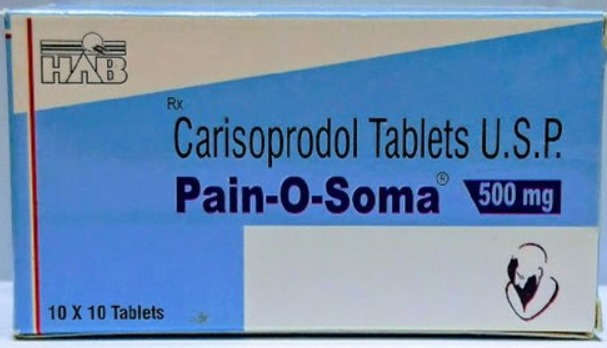 HAB
Rx
Carisoprodol Tablets U.S.P.
Pain-O-Soma® 500 mg
10 X 10 Tablets